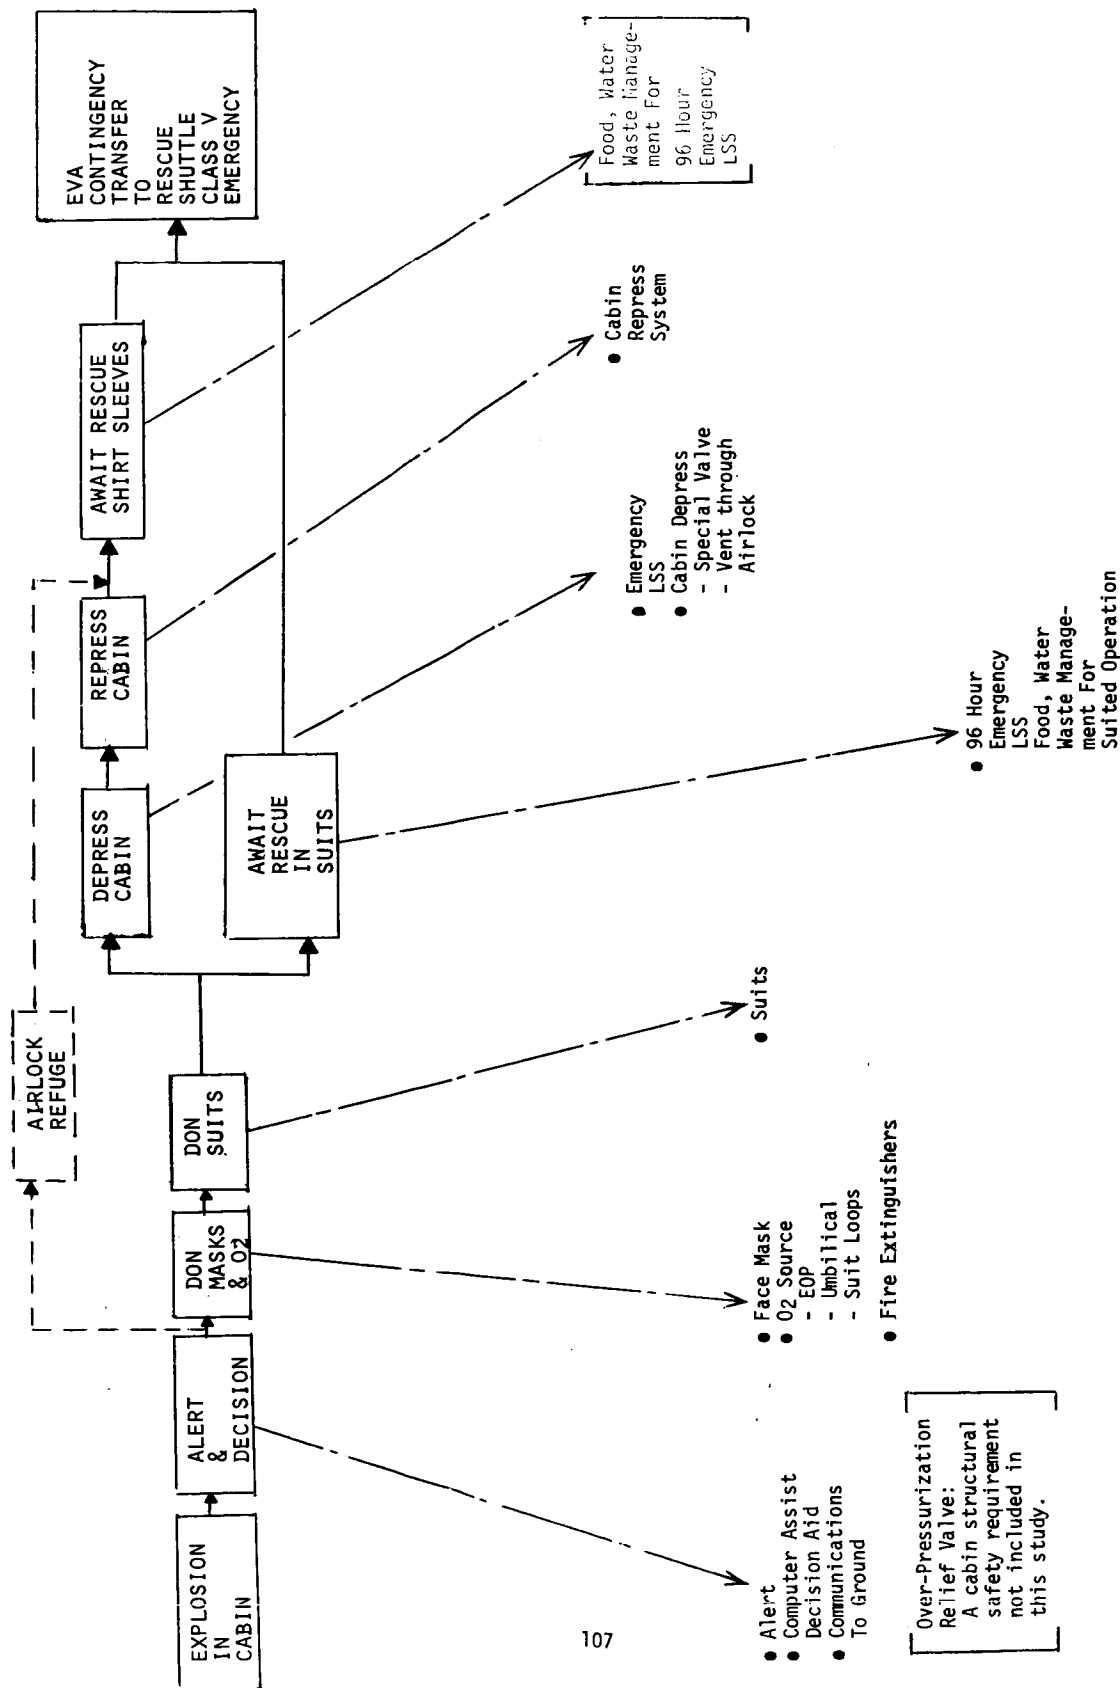 EXPLOSION
IN
CABIN
ALERT
&
DECISION
DON
MASKS
& O2
DON
SUITS
AIRLOCK
REFUGE
DEPRESS
CABIN
REPRESS
CABIN
AWAIT RESCUE
SHIRT SLEEVES
AWAIT
RESCUE
IN
SUITS
EVA
CONTINGENCY
TRANSFER
TO
RESCUE
SHUTTLE
CLASS V
EMERGENCY
• Alert
• Computer Assist
Decision Aid
• Communications
To Ground
Over-Pressurization
Relief Valve:
A cabin structural
safety requirement
not included in
this study.
• Face Mask
• O2 Source
- EOP
- Umbilical
- Suit Loops
• Fire Extinguishers
• Suits
• 96 Hour
Emergency
LSS
Food, Water
Waste Manage-
ment For
Suited Operation
• Emergency
LSS
• Cabin Depress
- Special Valve
- Vent through
Airlock
• Cabin
Repress
System
Food, Water
Waste Manage-
ment For
96 Hour
Emergency
LSS
107